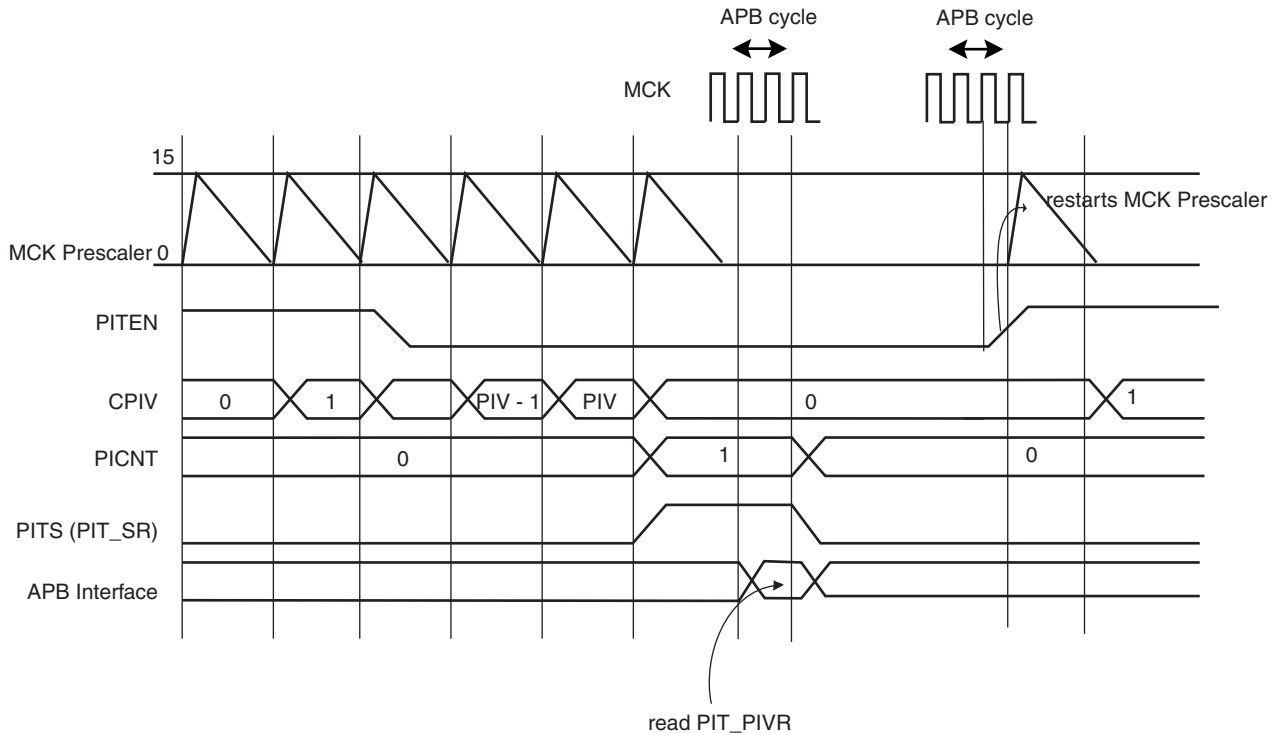 APB cycle
APB cycle
MCK
15
restarts MCK Prescaler
MCK Prescaler 0
PITEN
CPIV
0
1
PIV - 1
PIV
0
1
PICNT
0
1
0
PITS (PIT_SR)
APB Interface
read PIT_PIVR